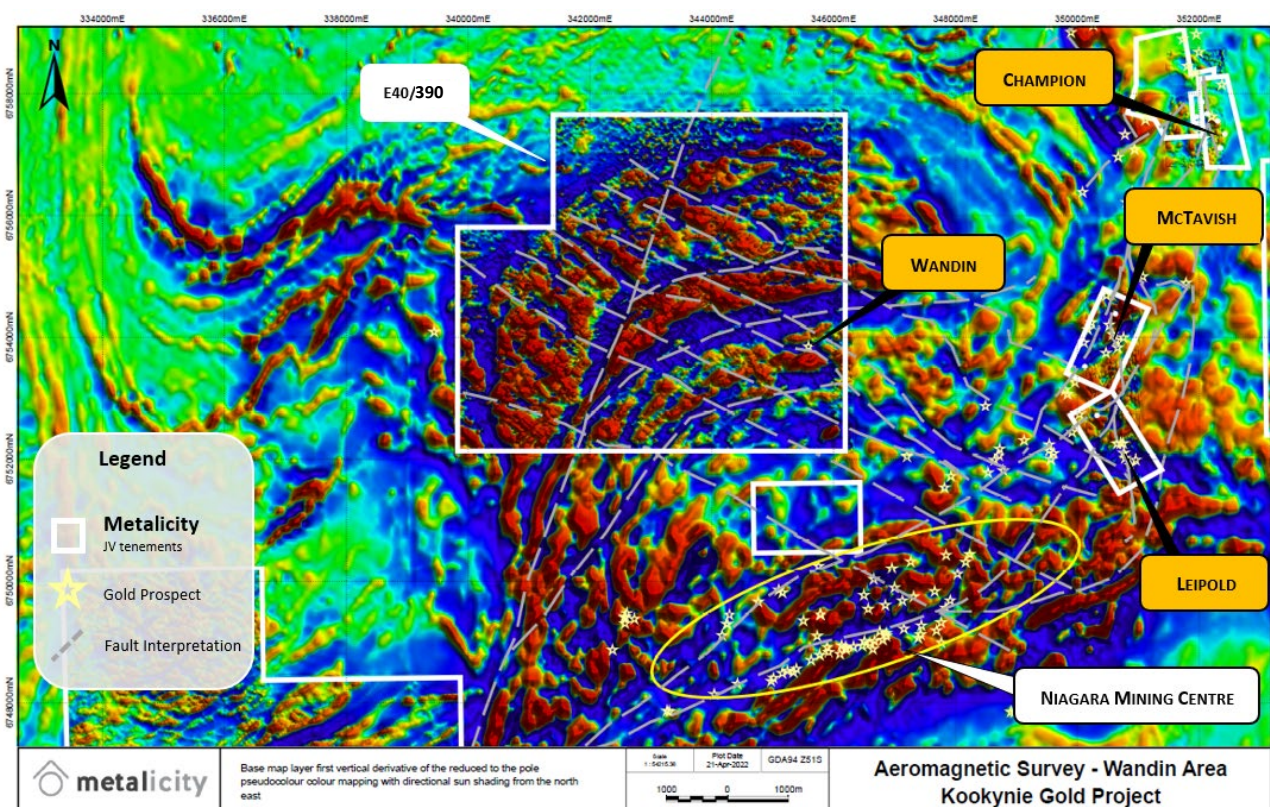 334000mE 336000mE 338000mE 340000mE 342000mE 344000mE 346000mE 348000mE 350000mE 352000mE
N
6758000mN
6756000mN
6754000mN
6752000mN
6750000mN
6748000mN
E40/390
CHAMPION
MCTAVISH
WANDIN
LEIPOLD
NIAGARA MINING CENTRE
Legend
Metalicity
JV tenements
Gold Prospect
Fault Interpretation
metalicity
Base map layer first vertical derivative of the reduced to the pole
pseudocolour colour mapping with directional sun shading from the north
east
Scale
Plot Date
21-Apr-2022
GDA94 Z51S
1000 0 1000m
Aeromagnetic Survey - Wandin Area
Kookynie Gold Project